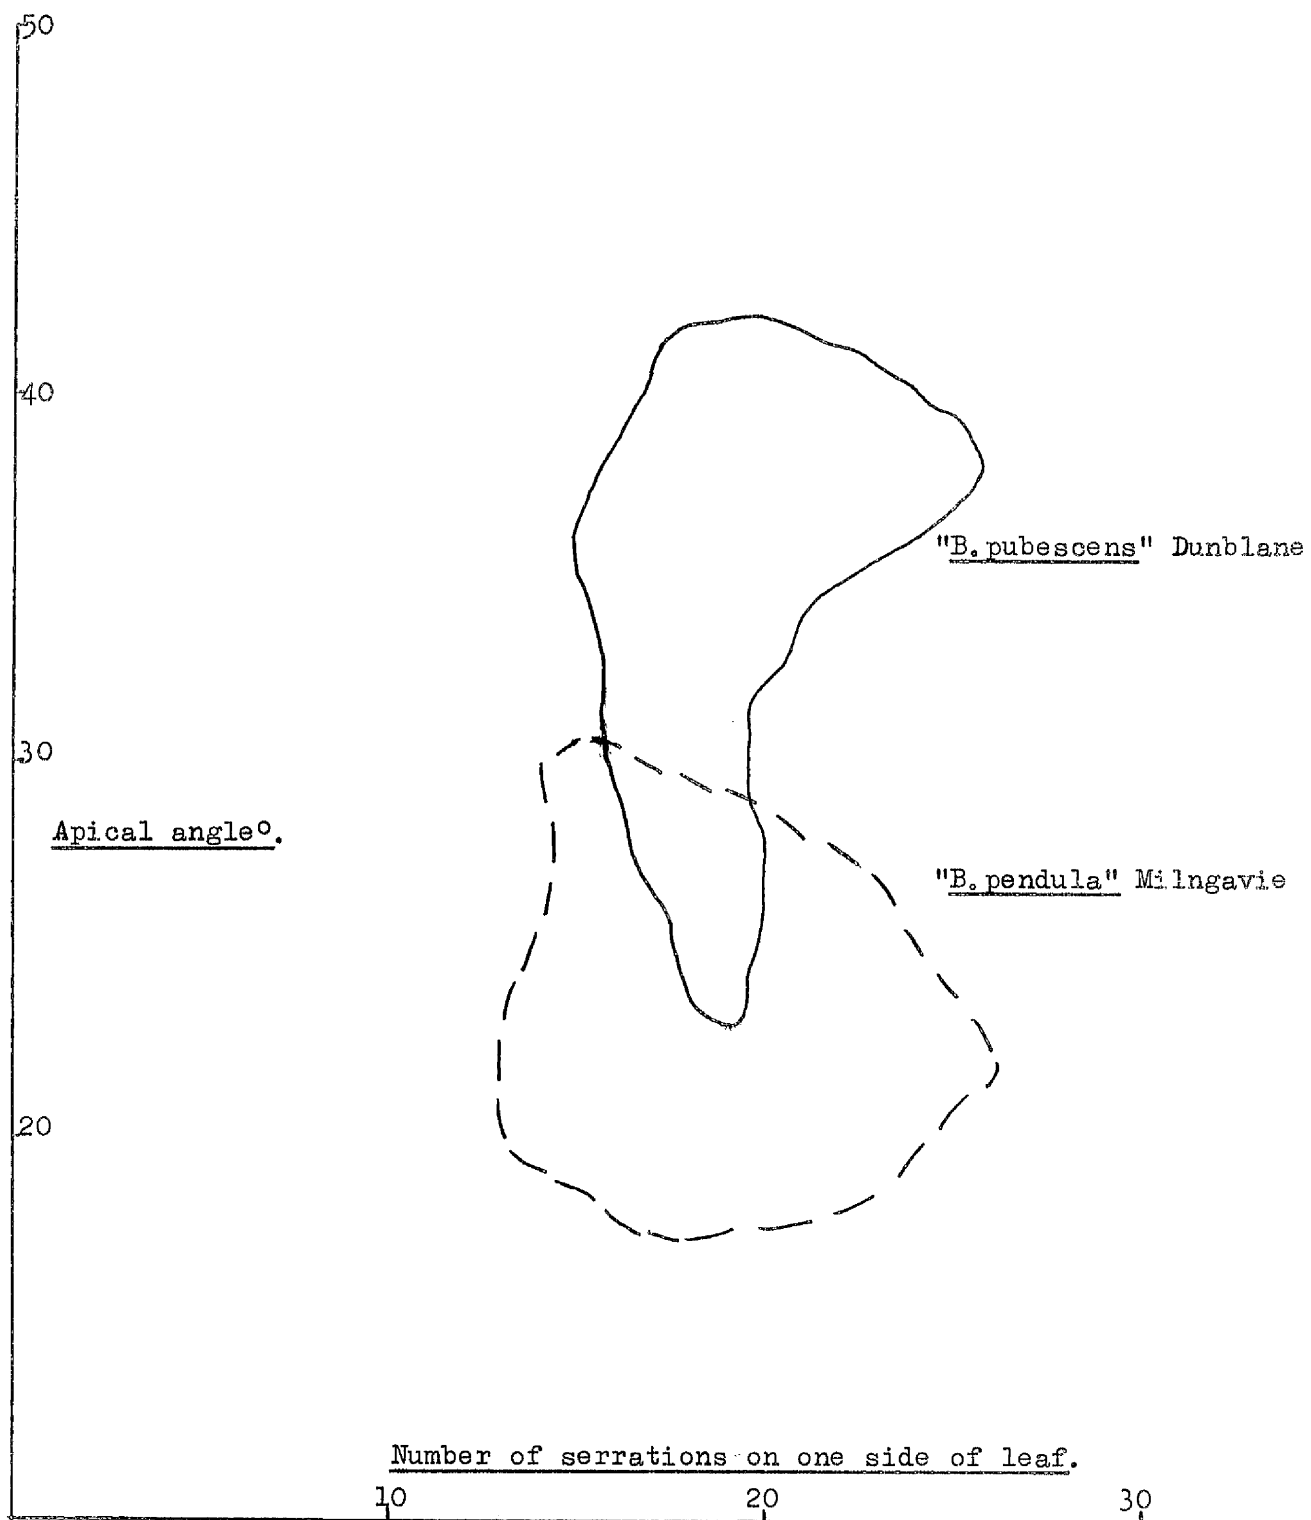 50
40
"B. pubescens" Dunblane
30
Apical angle°.
"B. pendula" Milngavie
20
Number of serrations on one side of leaf.
10 20 30